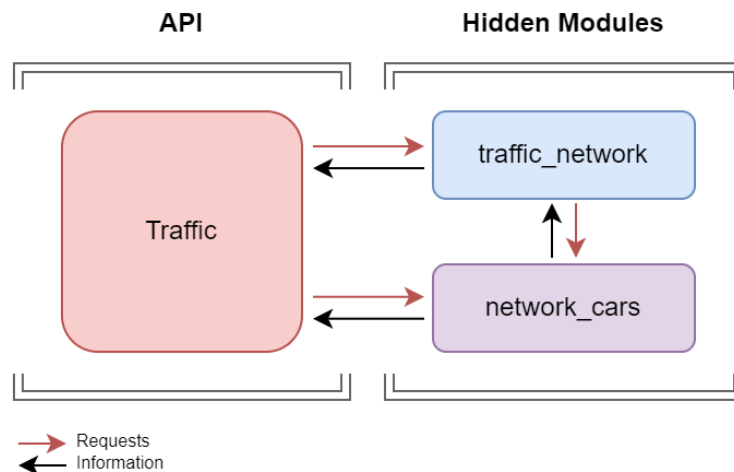 API
Hidden Modules
Traffic
traffic_network
network_cars
Requests
Information